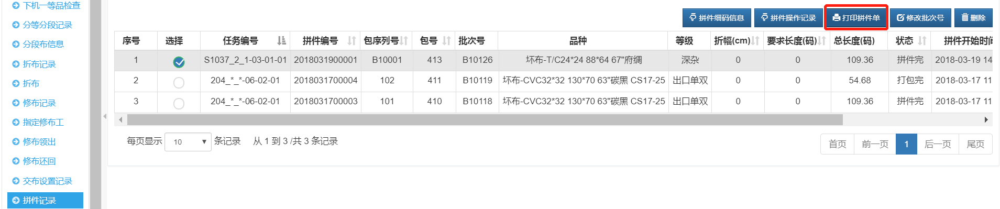 下机一等品检查
分等分段记录
分段布信息
折布记录
折布
修布记录
指定修布工
修布领出
修布还回
交布设置记录
拼件记录
拼件细码信息 拼件操作记录 打印拼件单 修改批次号 删除
序号 选择 任务编号 拼件编号 包序列号 包号 批次号 品种 等级 折幅(cm) 要求长度(码) 总长度(码) 状态 拼件开始时间
1 S1037_2_1-03-01-01 2018031900001 B10001 413 B10126 坏布-T/C24*24 88*64 67"府绸 深杂 0 0 109.36 拼件完 2018-03-19 14
2 204_*_*-06-02-01 2018031700004 102 411 B10119 坏布-CVC32*32 130*70 63"碳黑 CS17-25 出口单双 0 0 54.68 打包完 2018-03-17 11
3 204_*_*-06-02-01 2018031700003 101 410 B10118 坏布-CVC32*32 130*70 63"碳黑 CS17-25 出口单双 0 0 109.36 拼件完 2018-03-17 11
每页显示 10 条记录 从 1 到 3 /共 3 条记录
首页 前一页 1 后一页 尾页